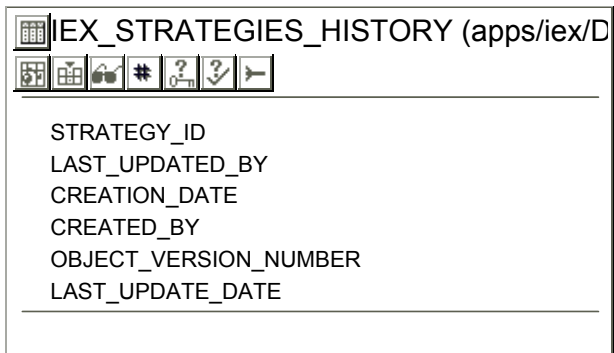 IEX_STRATEGIES_HISTORY (apps/iex/D
STRATEGY_ID
LAST_UPDATED_BY
CREATION_DATE
CREATED_BY
OBJECT_VERSION_NUMBER
LAST_UPDATE_DATE